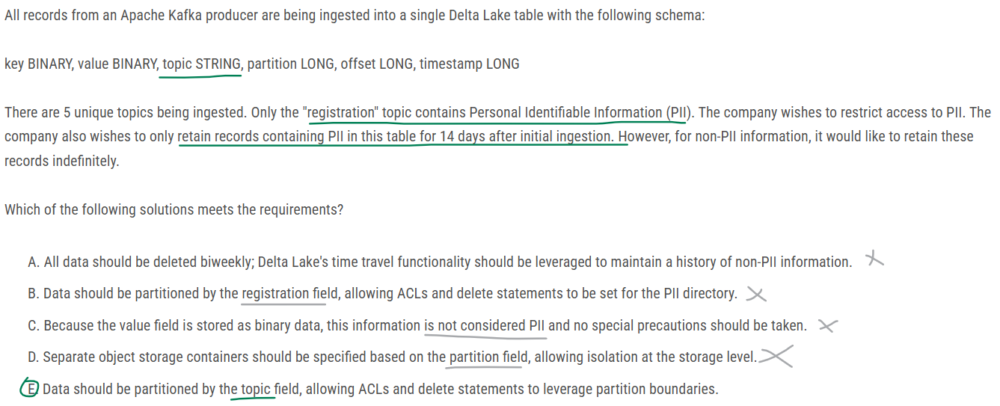 All records from an Apache Kafka producer are being ingested into a single Delta Lake table with the following schema:
key BINARY, value BINARY, topic STRING, partition LONG, offset LONG, timestamp LONG
There are 5 unique topics being ingested. Only the "registration" topic contains Personal Identifiable Information (PII). The company wishes to restrict access to PII. The
company also wishes to only retain records containing PII in this table for 14 days after initial ingestion. However, for non-PII information, it would like to retain these
records indefinitely.
Which of the following solutions meets the requirements?
A. All data should be deleted biweekly; Delta Lake's time travel functionality should be leveraged to maintain a history of non-PII information.
B. Data should be partitioned by the registration field, allowing ACLs and delete statements to be set for the PII directory.
C. Because the value field is stored as binary data, this information is not considered PII and no special precautions should be taken.
D. Separate object storage containers should be specified based on the partition field, allowing isolation at the storage level.
E. Data should be partitioned by the topic field, allowing ACLs and delete statements to leverage partition boundaries.